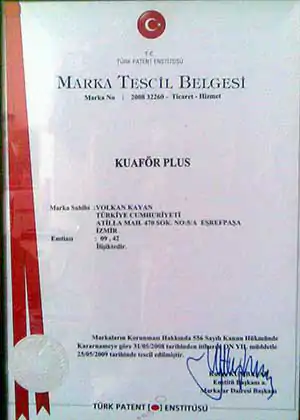 T.C.
TÜRK PATENT ENSTİTÜSÜ
MARKA TESCİL BELGESİ
Marka No : 2008 32260 - Ticaret - Hizmet
KUAFÖR PLUS
Marka Sahibi : VOLKAN KAYAN
TÜRKİYE CUMHURİYETİ
ATİLLA MAH. 470 SOK. NO:5/A EŞREFPAŞA
İZMİR
Emtiası : 09 , 42
İlişiktedir.
Markaların Korunması Hakkında 556 Sayılı Kanun Hükmünde
Kararnameye göre 31/05/2008 tarihinden itibaren ON YIL müddetle
25/05/2009 tarihinde tescil edilmiştir.
Enstitü Başkanı a.
Markalar Dairesi Başkanı
TÜRK PATENT ENSTİTÜSÜ